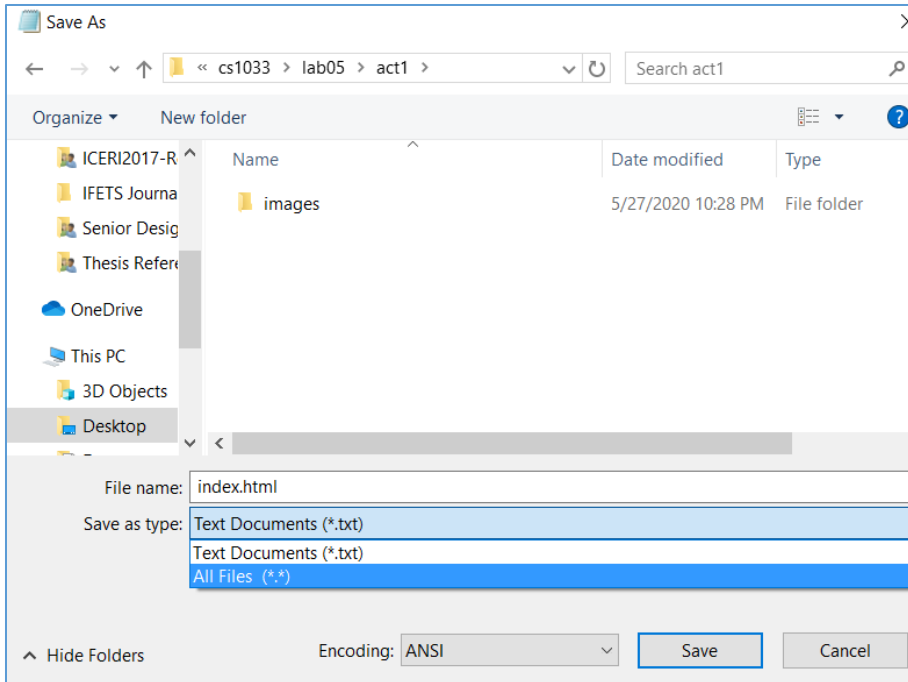 Save As
« cs1033 > lab05 > act1 >
Search act1
Organize
New folder
Name
Date modified
Type
ICERI2017-R
IFETS Journa
Senior Desig
Thesis Refere
OneDrive
This PC
3D Objects
Desktop
images
5/27/2020 10:28 PM
File folder
File name: index.html
Save as type: Text Documents (*.txt)
Text Documents (*.txt)
All Files (*.*)
Hide Folders
Encoding: ANSI
Save
Cancel